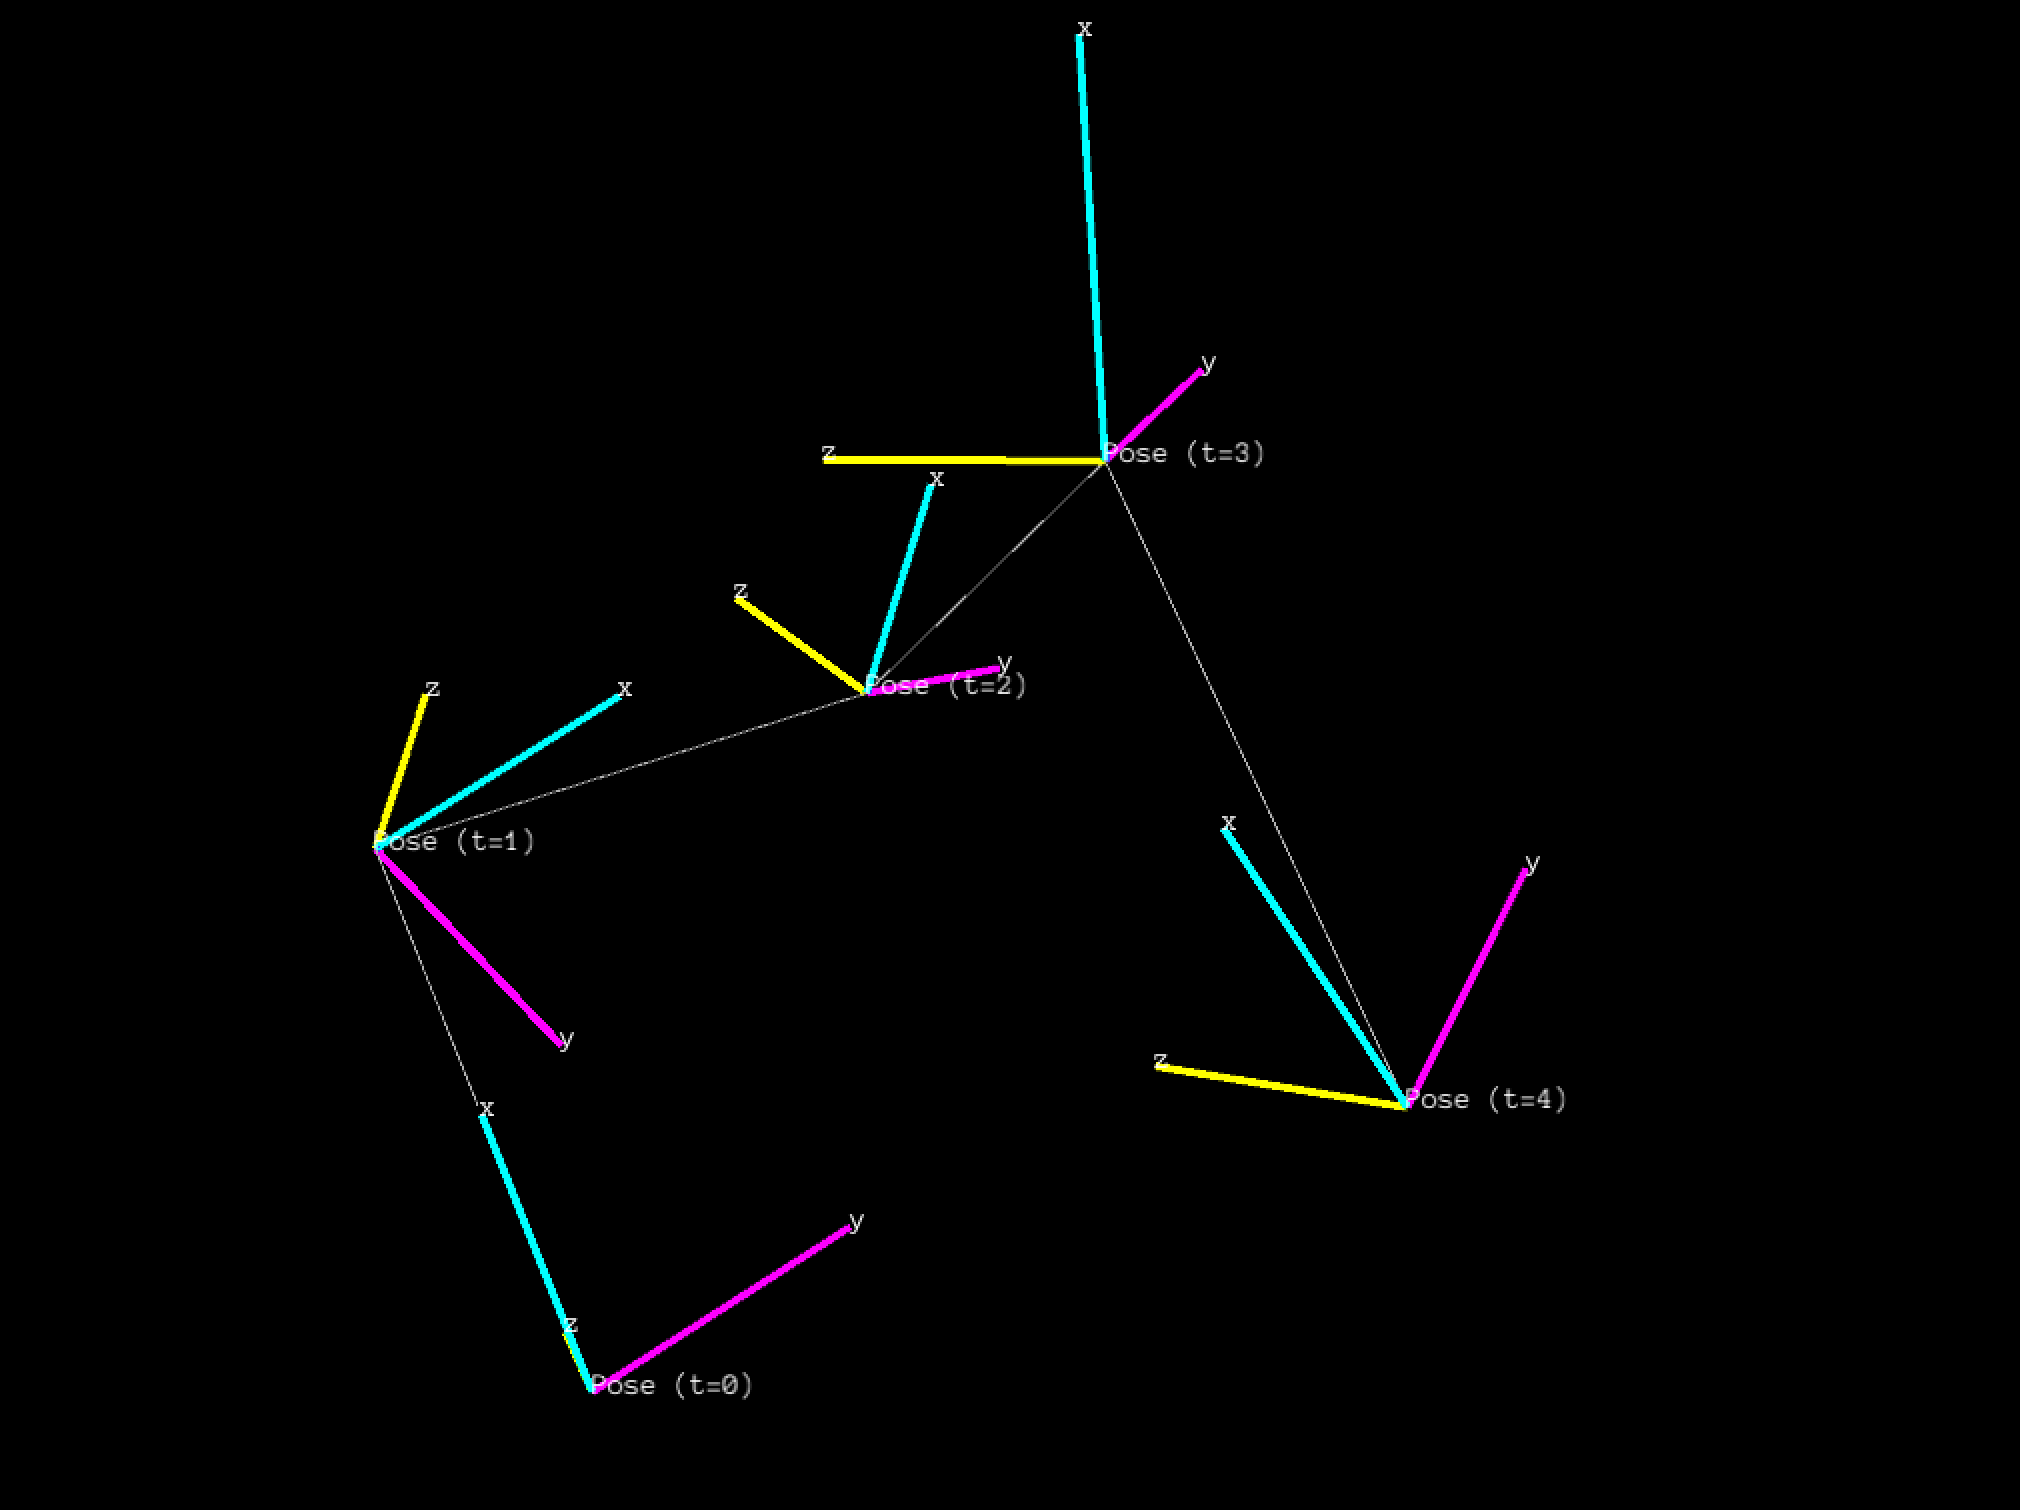 x
y
z
Pose (t=3)
x
z
y
Pose (t=2)
z
x
Pose (t=1)
y
x
y
z
Pose (t=4)
x
y
z
Pose (t=0)